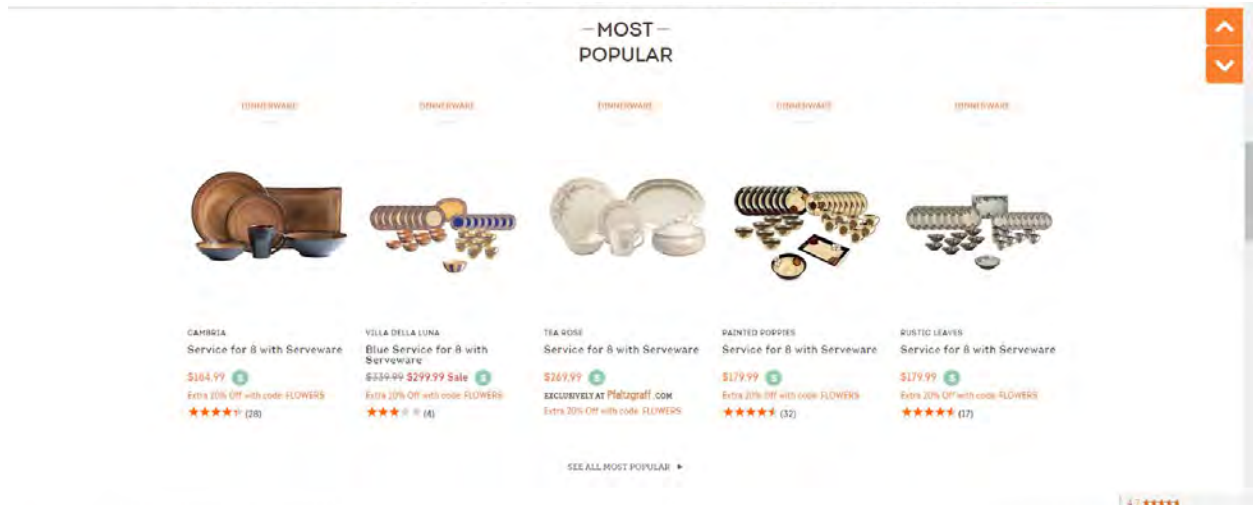 MOST
POPULAR
DINNERWARE
DINNERWARE
DINNERWARE
DINNERWARE
DINNERWARE
CAMBRIA
Service for 8 with Serveware
$164.99 S
Extra 20% Off with code: FLOWERS
(28)
VILLA DELLA LUNA
Blue Service for 8 with
Serveware
$339.99 $299.99 Sale S
Extra 20% Off with code: FLOWERS
(4)
TEA ROSE
Service for 8 with Serveware
$269.99 S
EXCLUSIVELY AT Pfaltzgraff.COM
Extra 20% Off with code: FLOWERS
PAINTED POPPIES
Service for 8 with Serveware
$179.99 S
Extra 20% Off with code: FLOWERS
(32)
RUSTIC LEAVES
Service for 8 with Serveware
$179.99 S
Extra 20% Off with code: FLOWERS
(17)
SEE ALL MOST POPULAR
4.7